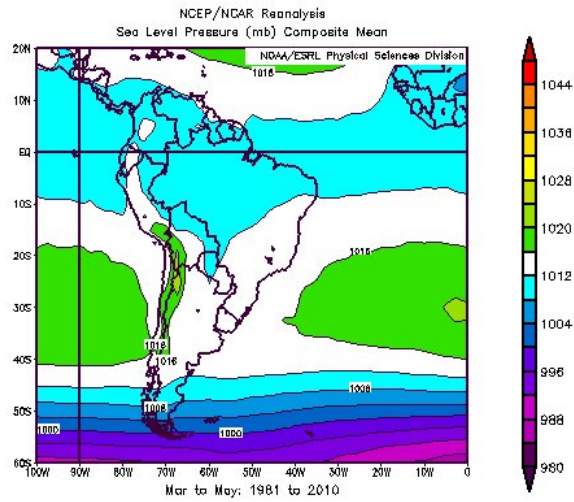 NCEP/NCAR Reanalysis
Sea Level Pressure (mb) Composite Mean
NOAA/ESRL Physical Sciences Division
20N
10N
EQ
10S
20S
30S
40S
50S
60S
100W 90W 80W 70W 60W 50W 40W 30W 20W 10W 0
1016
1016
1016
1016
1016
1008
1008
1000
1000
1044
1036
1028
1020
1012
1004
996
988
980
Mar to May: 1981 to 2010